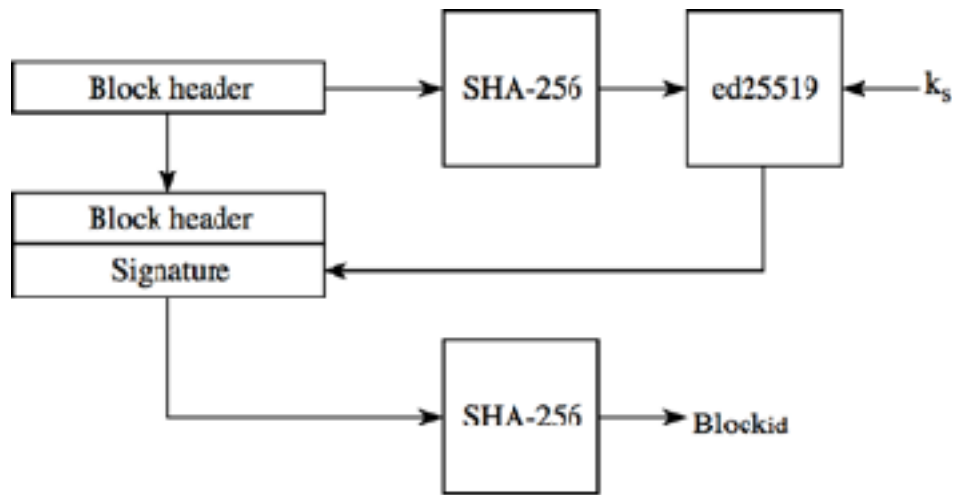 Block header
SHA-256
ed25519
kₛ
Block header
Signature
SHA-256
Blockid